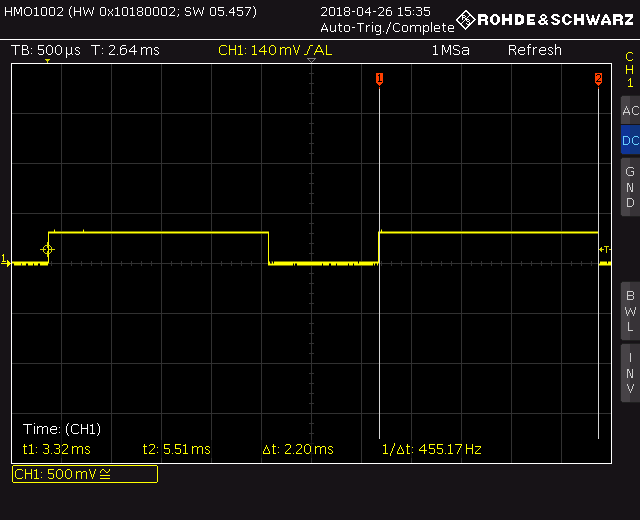 HMO1002 (HW 0x10180002; SW 05.457)
2018-04-26 15:35
Auto-Trig./Complete
ROHDE&SCHWARZ
TB: 500 µs T: 2.64 ms
CH1: 140 mV / AL
1MSa
Refresh
CH1
AC
DC
GND
BWL
INV
1
2
1
T
Time: (CH1)
t1: 3.32 ms
t2: 5.51 ms
Δt: 2.20 ms
1/Δt: 455.17 Hz
CH1: 500 mV ≅